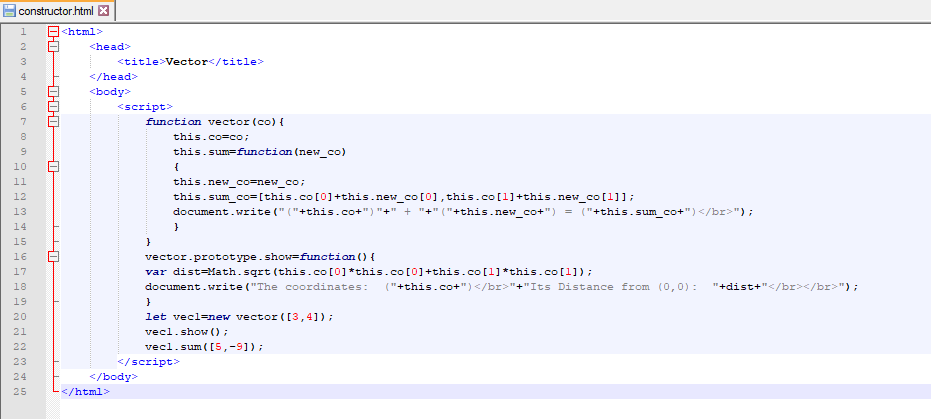 constructor.html
1 <html>
2 <head>
3 <title>Vector</title>
4 </head>
5 <body>
6 <script>
7 function vector(co){
8 this.co=co;
9 this.sum=function(new_co)
10 {
11 this.new_co=new_co;
12 this.sum_co=[this.co[0]+this.new_co[0],this.co[1]+this.new_co[1]];
13 document.write("("+this.co+")"+" + "+"("+this.new_co+") = ("+this.sum_co+")</br>");
14 }
15 }
16 vector.prototype.show=function(){
17 var dist=Math.sqrt(this.co[0]*this.co[0]+this.co[1]*this.co[1]);
18 document.write("The coordinates:  ("+this.co+")</br>"+"Its Distance from (0,0):  "+dist+"</br></br>");
19 }
20 let vec1=new vector([3,4]);
21 vec1.show();
22 vec1.sum([5,-9]);
23 </script>
24 </body>
25 </html>